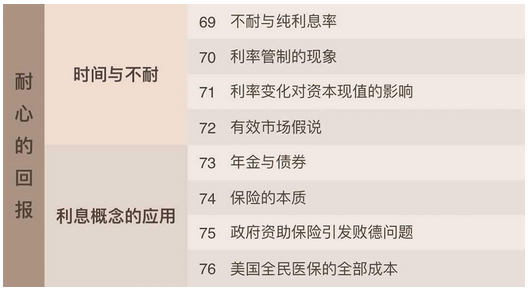 耐心的回报
时间与不耐
69 不耐与纯利息率
70 利率管制的现象
71 利率变化对资本现值的影响
72 有效市场假说
利息概念的应用
73 年金与债券
74 保险的本质
75 政府资助保险引发败德问题
76 美国全民医保的全部成本